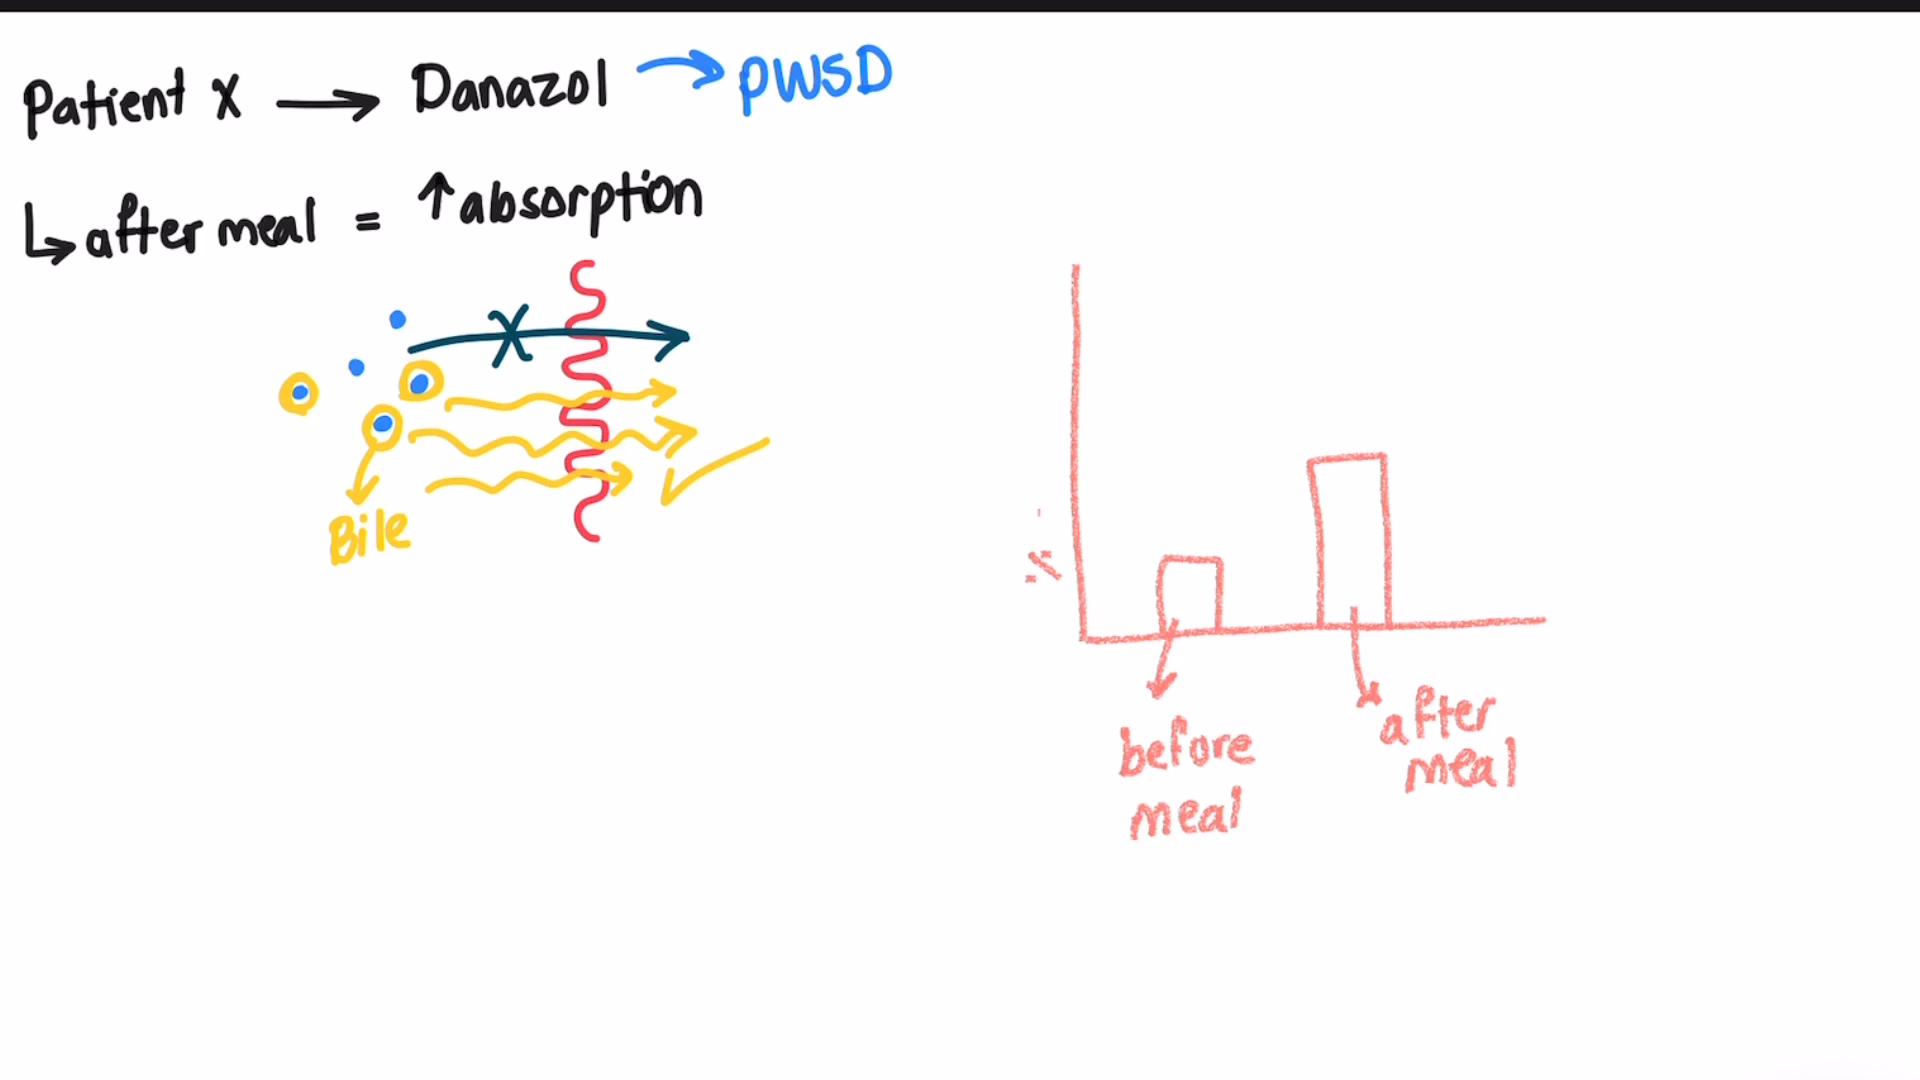 Patient X → Danazol → PWSD
↳ after meal = ↑ absorption
Bile
%
before
meal
after
meal